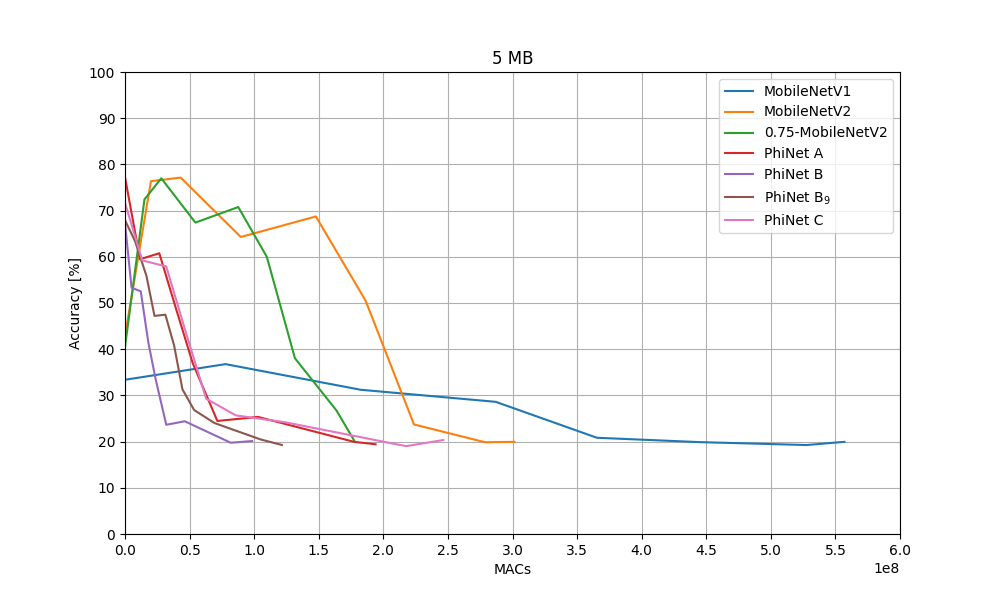 5 MB
100
90
80
70
60
50
40
30
20
10
0
Accuracy [%]
MobileNetV1
MobileNetV2
0.75-MobileNetV2
PhiNet A
PhiNet B
PhiNet B₉
PhiNet C
0.0 0.5 1.0 1.5 2.0 2.5 3.0 3.5 4.0 4.5 5.0 5.5 6.0
MACs
1e8